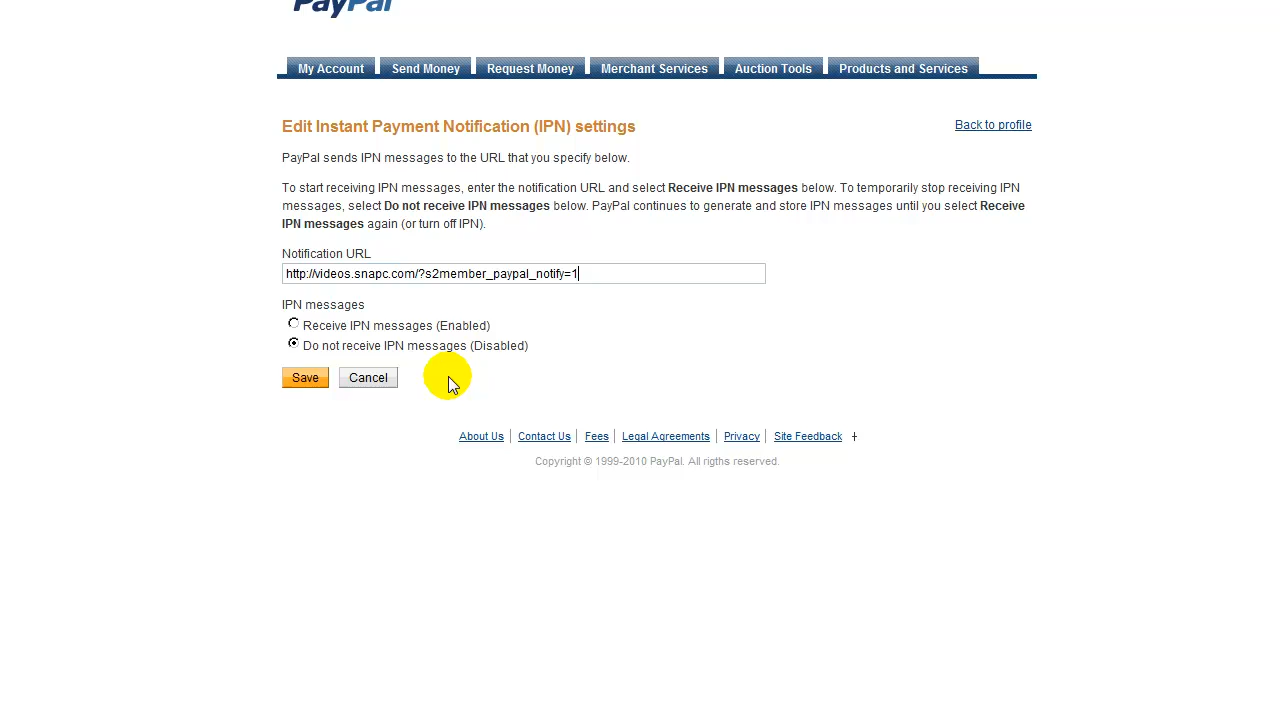 PayPal
My Account Send Money Request Money Merchant Services Auction Tools Products and Services
Edit Instant Payment Notification (IPN) settings Back to profile
PayPal sends IPN messages to the URL that you specify below.
To start receiving IPN messages, enter the notification URL and select Receive IPN messages below. To temporarily stop receiving IPN
messages, select Do not receive IPN messages below. PayPal continues to generate and store IPN messages until you select Receive
IPN messages again (or turn off IPN).
Notification URL
http://videos.snapc.com/?s2member_paypal_notify=1
IPN messages
Receive IPN messages (Enabled)
Do not receive IPN messages (Disabled)
Save Cancel
About Us Contact Us Fees Legal Agreements Privacy Site Feedback
Copyright © 1999-2010 PayPal. All rigths reserved.